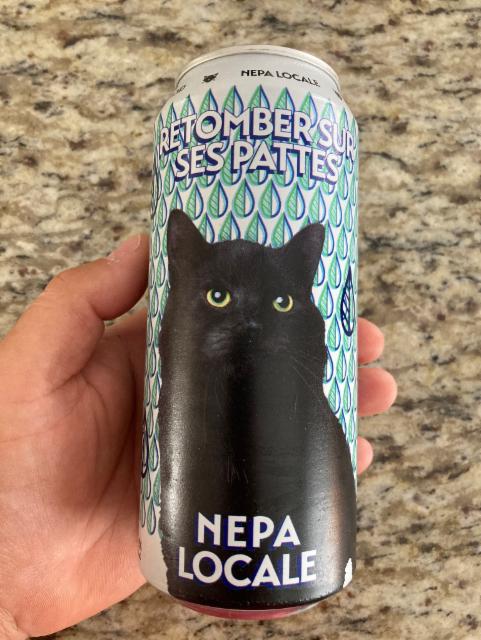 NEPA LOCALE
RETOMBER SUR
SES PATTES
NEPA
LOCALE